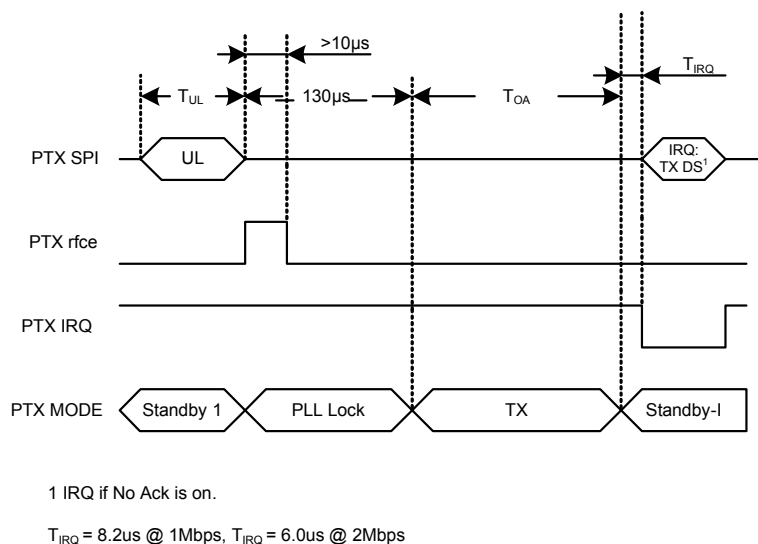 >10µs
T_IRQ
T_UL
130µs
T_OA
PTX SPI
UL
IRQ:
TX DS¹
PTX rfce
PTX IRQ
PTX MODE
Standby 1
PLL Lock
TX
Standby-I
1 IRQ if No Ack is on.
T_IRQ = 8.2us @ 1Mbps, T_IRQ = 6.0us @ 2Mbps